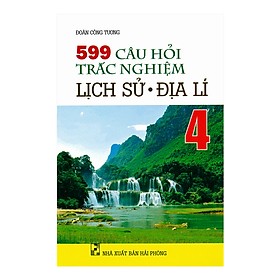 ĐOÀN CÔNG TƯƠNG
599 CÂU HỎI
TRẮC NGHIỆM
LỊCH SỬ • ĐỊA LÍ
4
NHÀ XUẤT BẢN HẢI PHÒNG